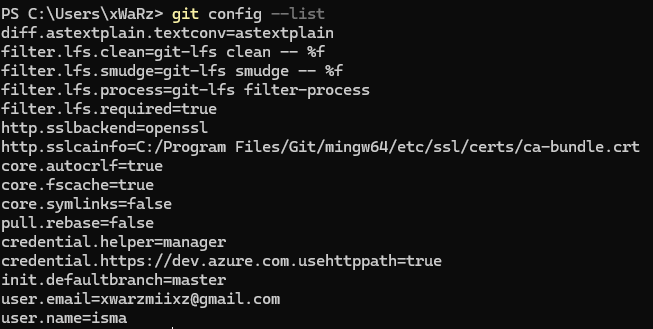 PS C:\Users\xWaRz> git config --list
diff.astextplain.textconv=astextplain
filter.lfs.clean=git-lfs clean -- %f
filter.lfs.smudge=git-lfs smudge -- %f
filter.lfs.process=git-lfs filter-process
filter.lfs.required=true
http.sslbackend=openssl
http.sslcainfo=C:/Program Files/Git/mingw64/etc/ssl/certs/ca-bundle.crt
core.autocrlf=true
core.fscache=true
core.symlinks=false
pull.rebase=false
credential.helper=manager
credential.https://dev.azure.com.usehttppath=true
init.defaultbranch=master
user.email=xwarzmiixz@gmail.com
user.name=isma